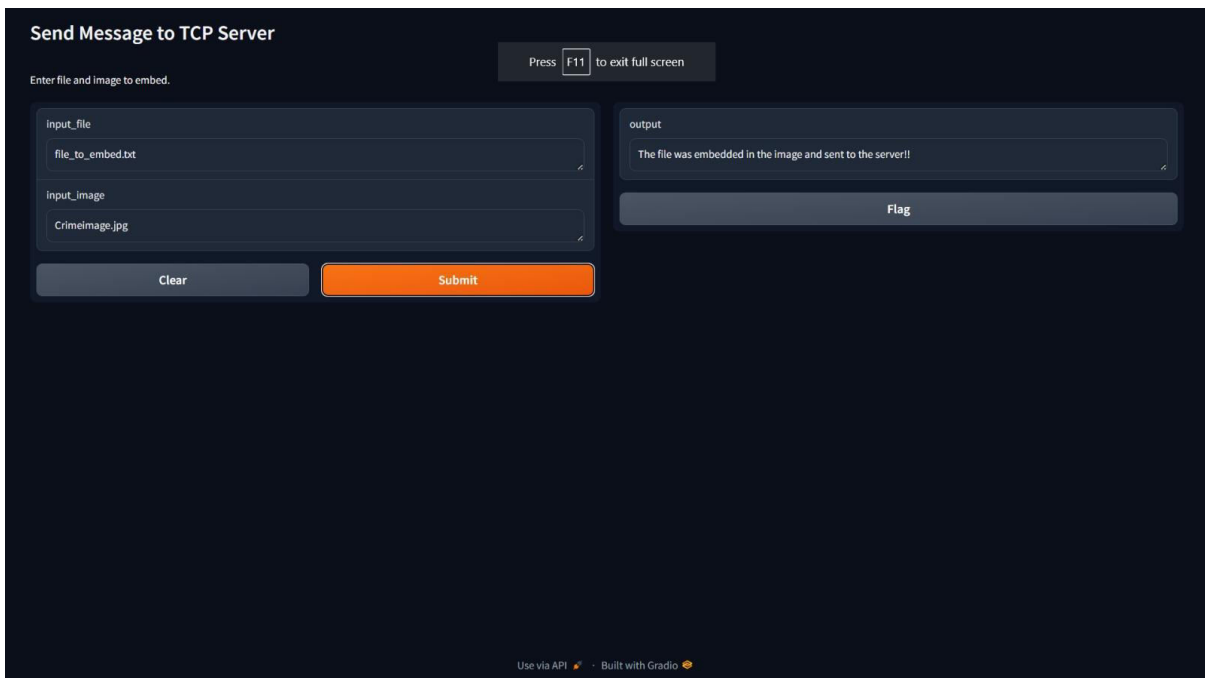 Send Message to TCP Server
Press F11 to exit full screen
Enter file and image to embed.
input_file
file_to_embed.txt
input_image
Crimeimage.jpg
Clear
Submit
output
The file was embedded in the image and sent to the server!!
Flag
Use via API · Built with Gradio